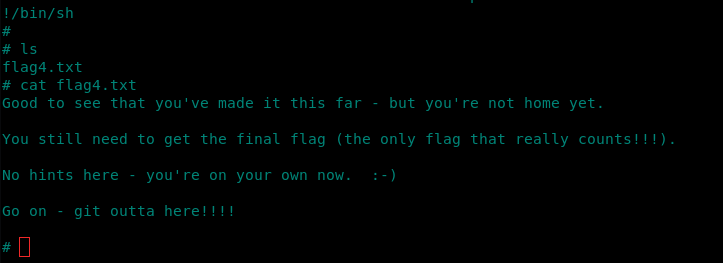 !/bin/sh
#
# ls
flag4.txt
# cat flag4.txt
Good to see that you've made it this far - but you're not home yet.
You still need to get the final flag (the only flag that really counts!!!).
No hints here - you're on your own now.  :-)
Go on - git outta here!!!!
#